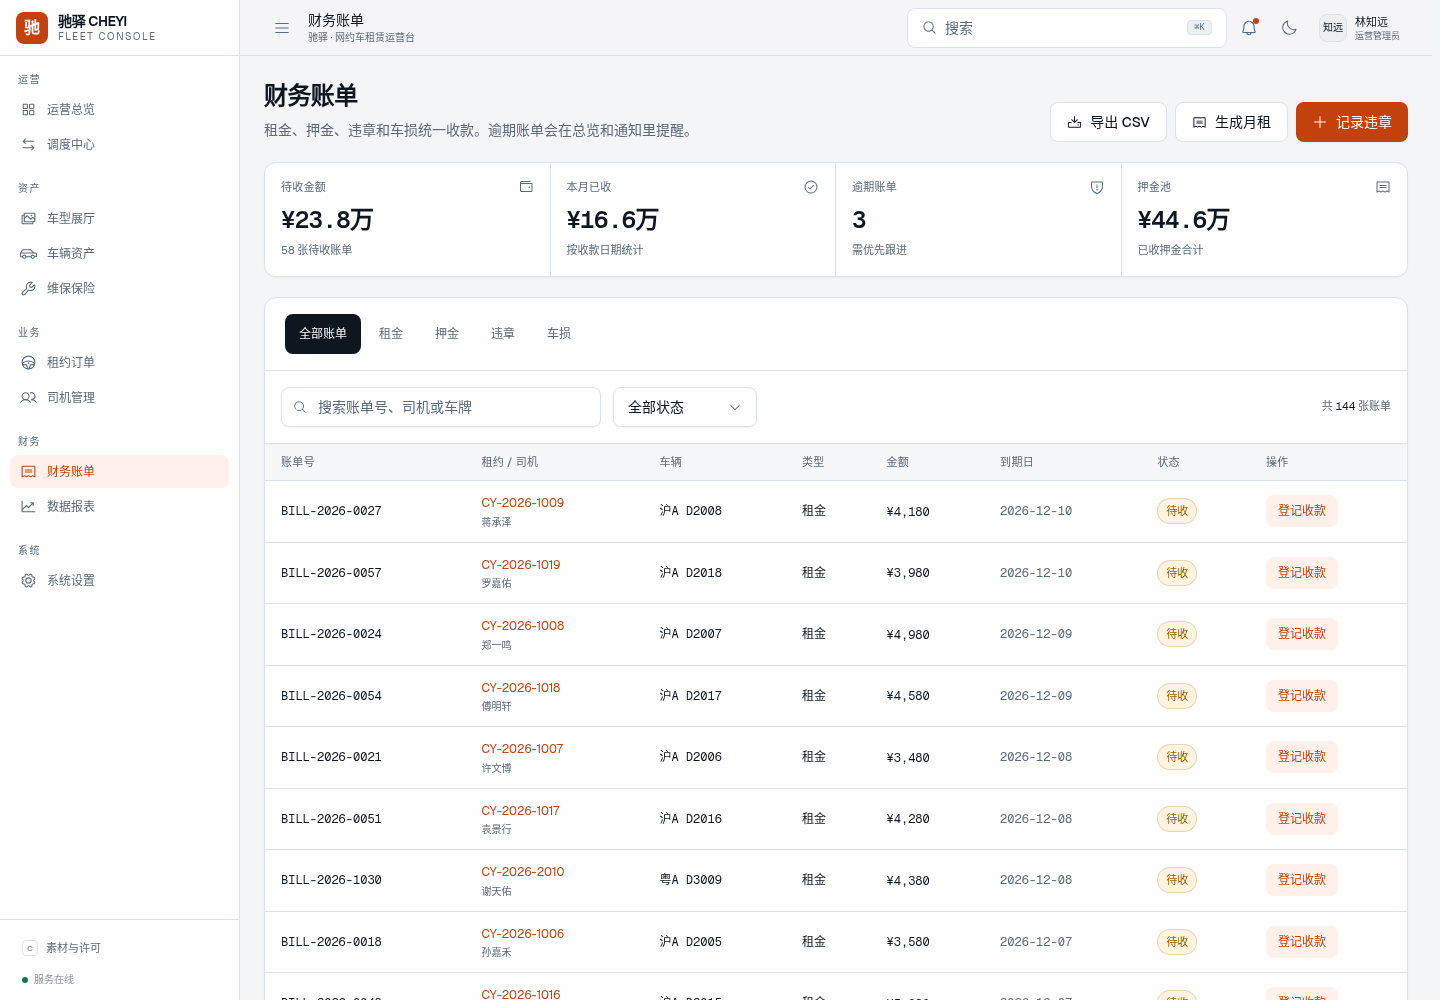 驰
驰驿 CHEYI
FLEET CONSOLE
财务账单
驰驿 · 网约车租赁运营台
搜索
⌘K
知远
林知远
运营管理员
运营
运营总览
调度中心
资产
车型展厅
车辆资产
维保保险
业务
租约订单
司机管理
财务
财务账单
数据报表
系统
系统设置
C 素材与许可
服务在线
财务账单
租金、押金、违章和车损统一收款。逾期账单会在总览和通知里提醒。
导出 CSV
生成月租
记录违章
待收金额
¥23.8万
58 张待收账单
本月已收
¥16.6万
按收款日期统计
逾期账单
3
需优先跟进
押金池
¥44.6万
已收押金合计
全部账单 租金 押金 违章 车损
搜索账单号、司机或车牌
全部状态
共 144 张账单
账单号 租约 / 司机 车辆 类型 金额 到期日 状态 操作
BILL-2026-0027 CY-2026-1009 蒋承泽 沪A D2008 租金 ¥4,180 2026-12-10 待收 登记收款
BILL-2026-0057 CY-2026-1019 罗嘉佑 沪A D2018 租金 ¥3,980 2026-12-10 待收 登记收款
BILL-2026-0024 CY-2026-1008 郑一鸣 沪A D2007 租金 ¥4,980 2026-12-09 待收 登记收款
BILL-2026-0054 CY-2026-1018 傅明轩 沪A D2017 租金 ¥4,580 2026-12-09 待收 登记收款
BILL-2026-0021 CY-2026-1007 许文博 沪A D2006 租金 ¥3,480 2026-12-08 待收 登记收款
BILL-2026-0051 CY-2026-1017 袁景行 沪A D2016 租金 ¥4,280 2026-12-08 待收 登记收款
BILL-2026-1030 CY-2026-2010 谢天佑 粤A D3009 租金 ¥4,380 2026-12-08 待收 登记收款
BILL-2026-0018 CY-2026-1006 孙嘉禾 沪A D2005 租金 ¥3,580 2026-12-07 待收 登记收款
CY-2026-1016